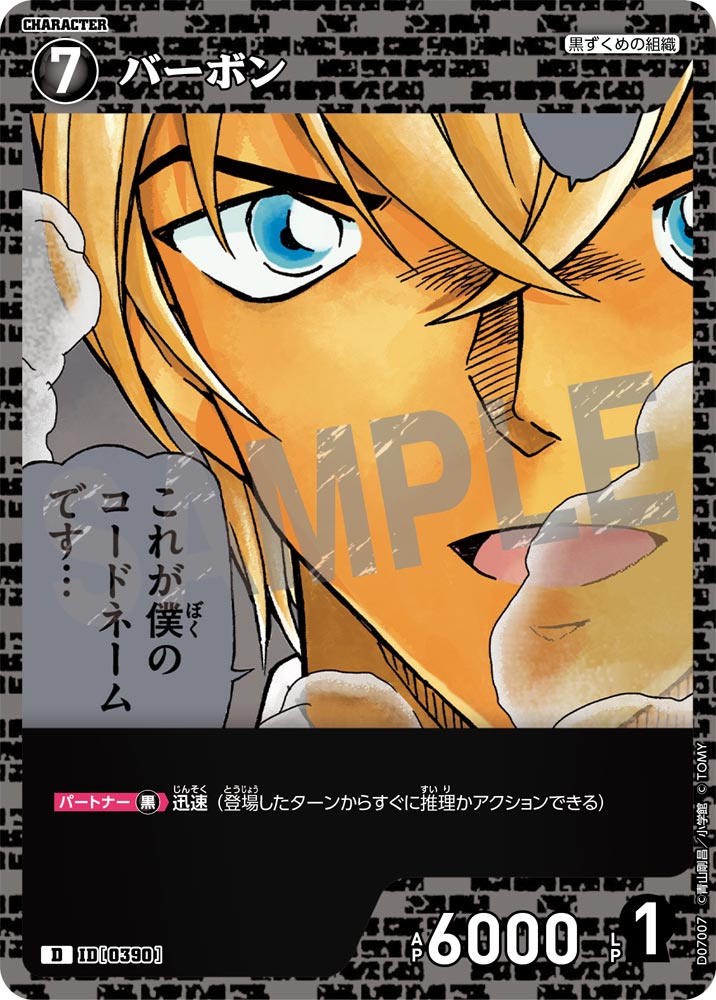 CHARACTER
7
バーボン
黒ずくめの組織
これが僕の
ぼく
コードネーム
です…
SAMPLE
じんそく とうじょう すいり
パートナー 黒 迅速（登場したターンからすぐに推理かアクションできる）
D ID[0390]
AP 6000 LP 1
D07007 ©青山剛昌／小学館 ©TOMY